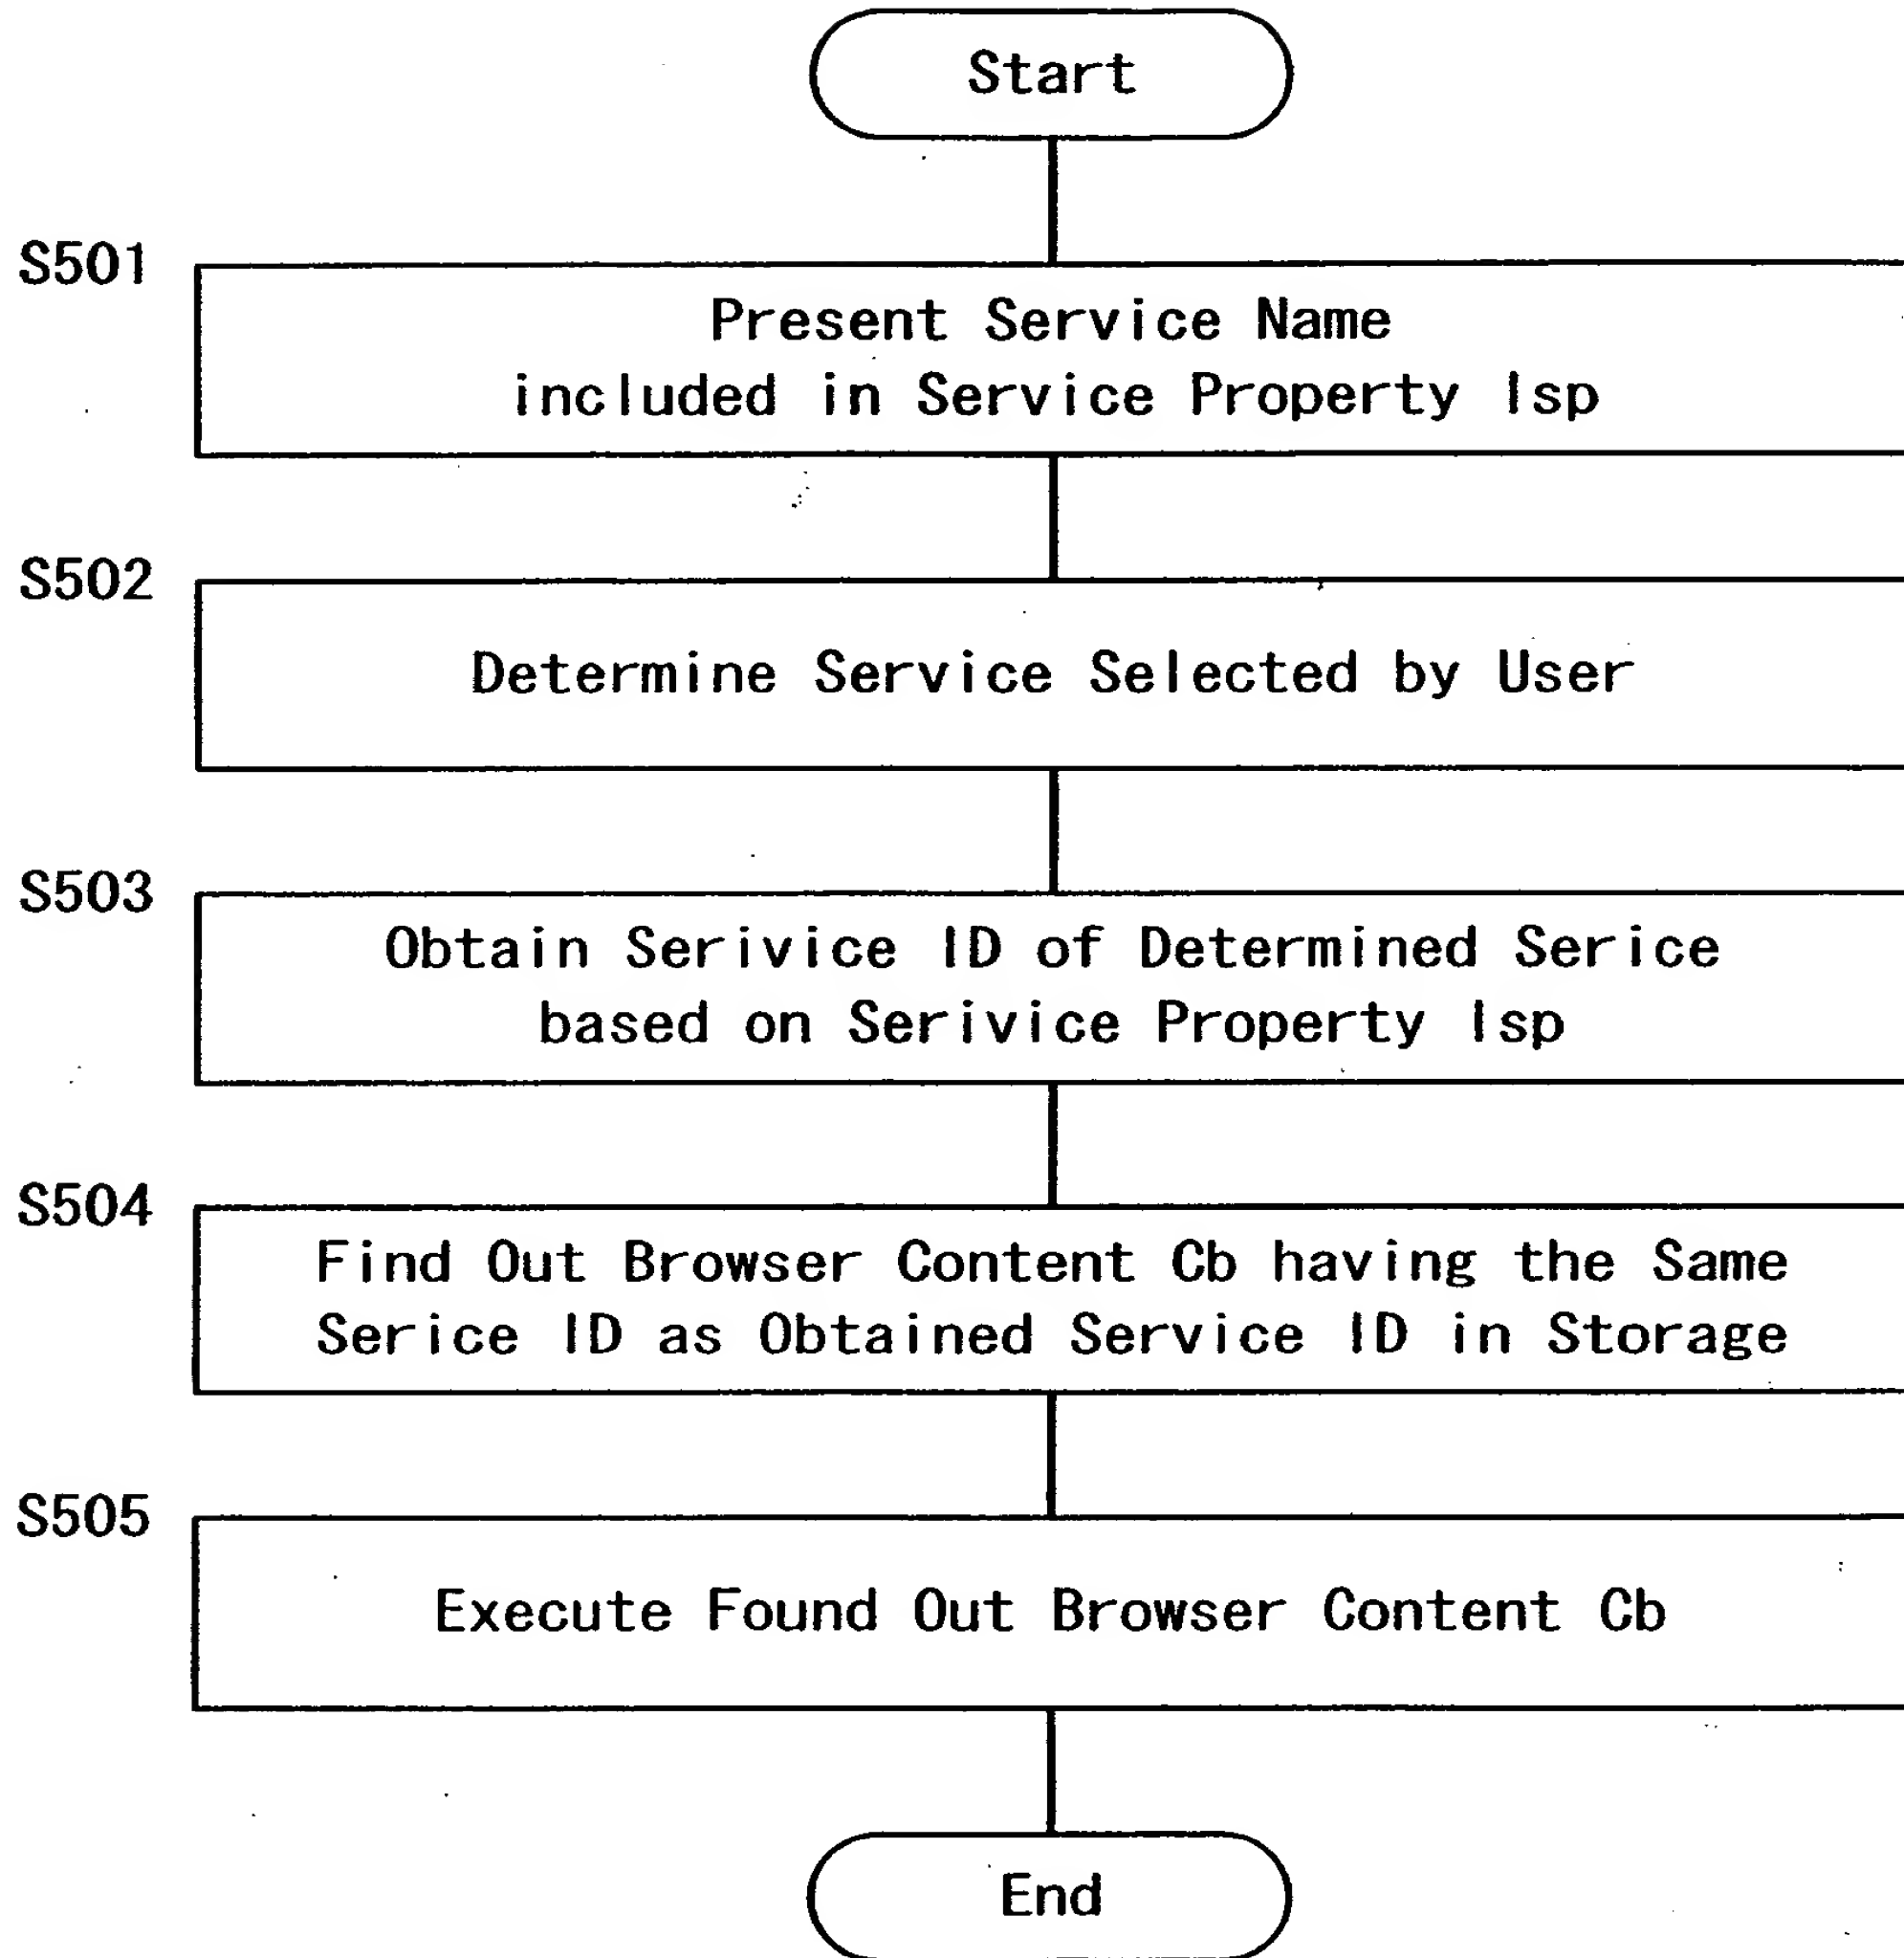 Start
S501
Present Service Name
included in Service Property Isp
S502
Determine Service Selected by User
S503
Obtain Serivice ID of Determined Serice
based on Serivice Property Isp
S504
Find Out Browser Content Cb having the Same
Serice ID as Obtained Service ID in Storage
S505
Execute Found Out Browser Content Cb
End